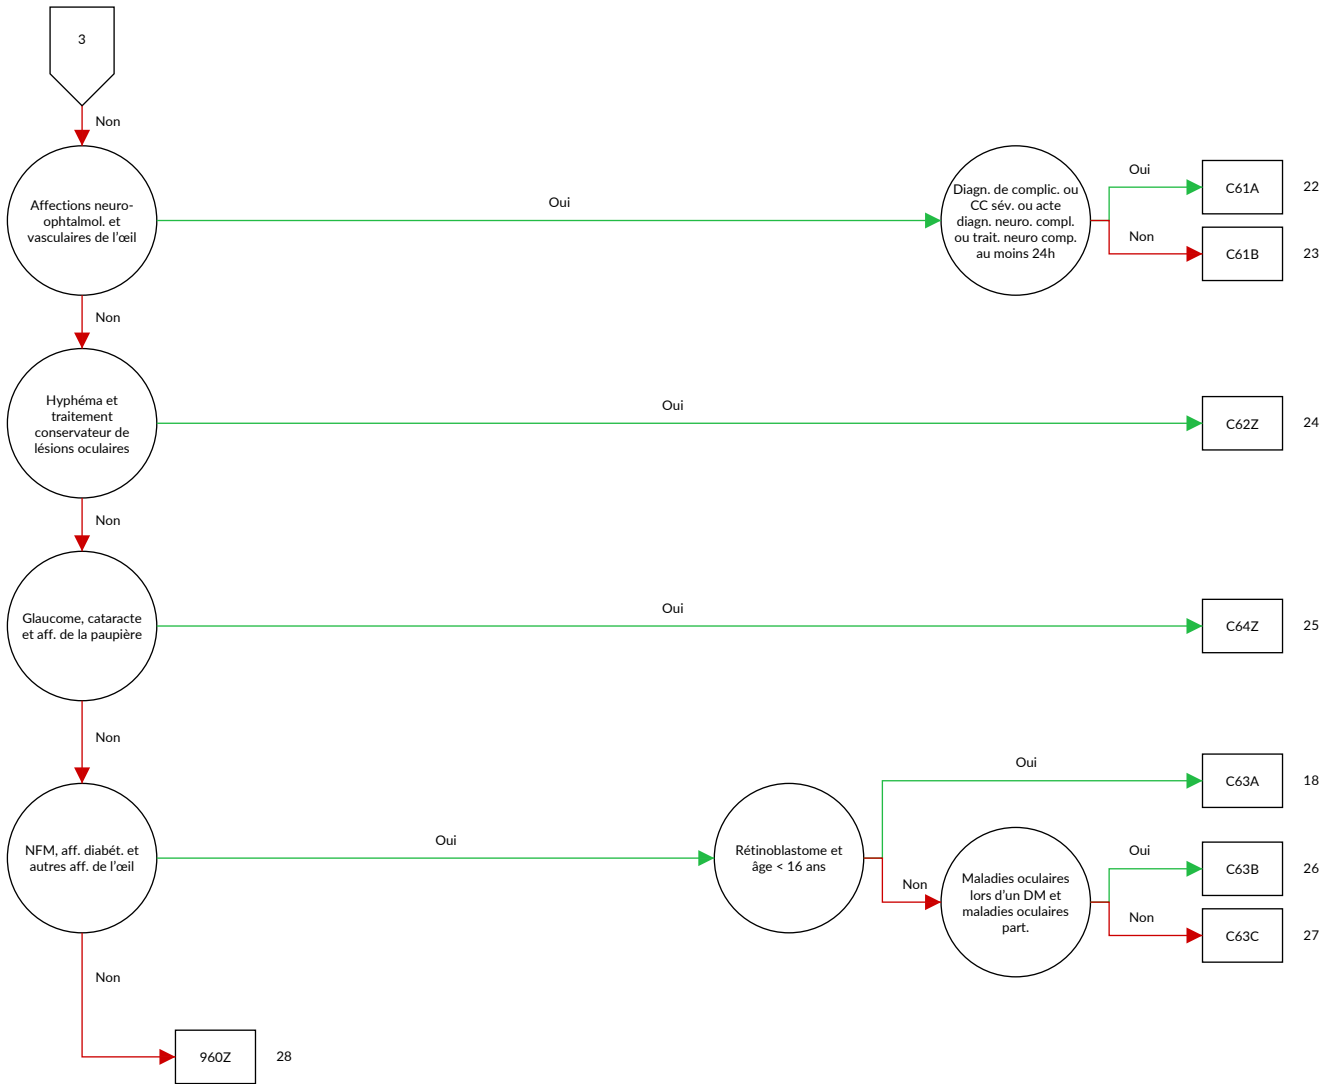 3
Non
Affections neuro-
ophtalmol. et
vasculaires de l'œil
Oui
Diagn. de complic. ou
CC sév. ou acte
diagn. neuro. compl.
ou trait. neuro comp.
au moins 24h
Oui
C61A
22
Non
C61B
23
Non
Hyphéma et
traitement
conservateur de
lésions oculaires
Oui
C62Z
24
Non
Glaucome, cataracte
et aff. de la paupière
Oui
C64Z
25
Non
NFM, aff. diabét. et
autres aff. de l'œil
Oui
Rétinoblastome et
âge < 16 ans
Oui
C63A
18
Non
Maladies oculaires
lors d'un DM et
maladies oculaires
part.
Oui
C63B
26
Non
C63C
27
Non
960Z
28